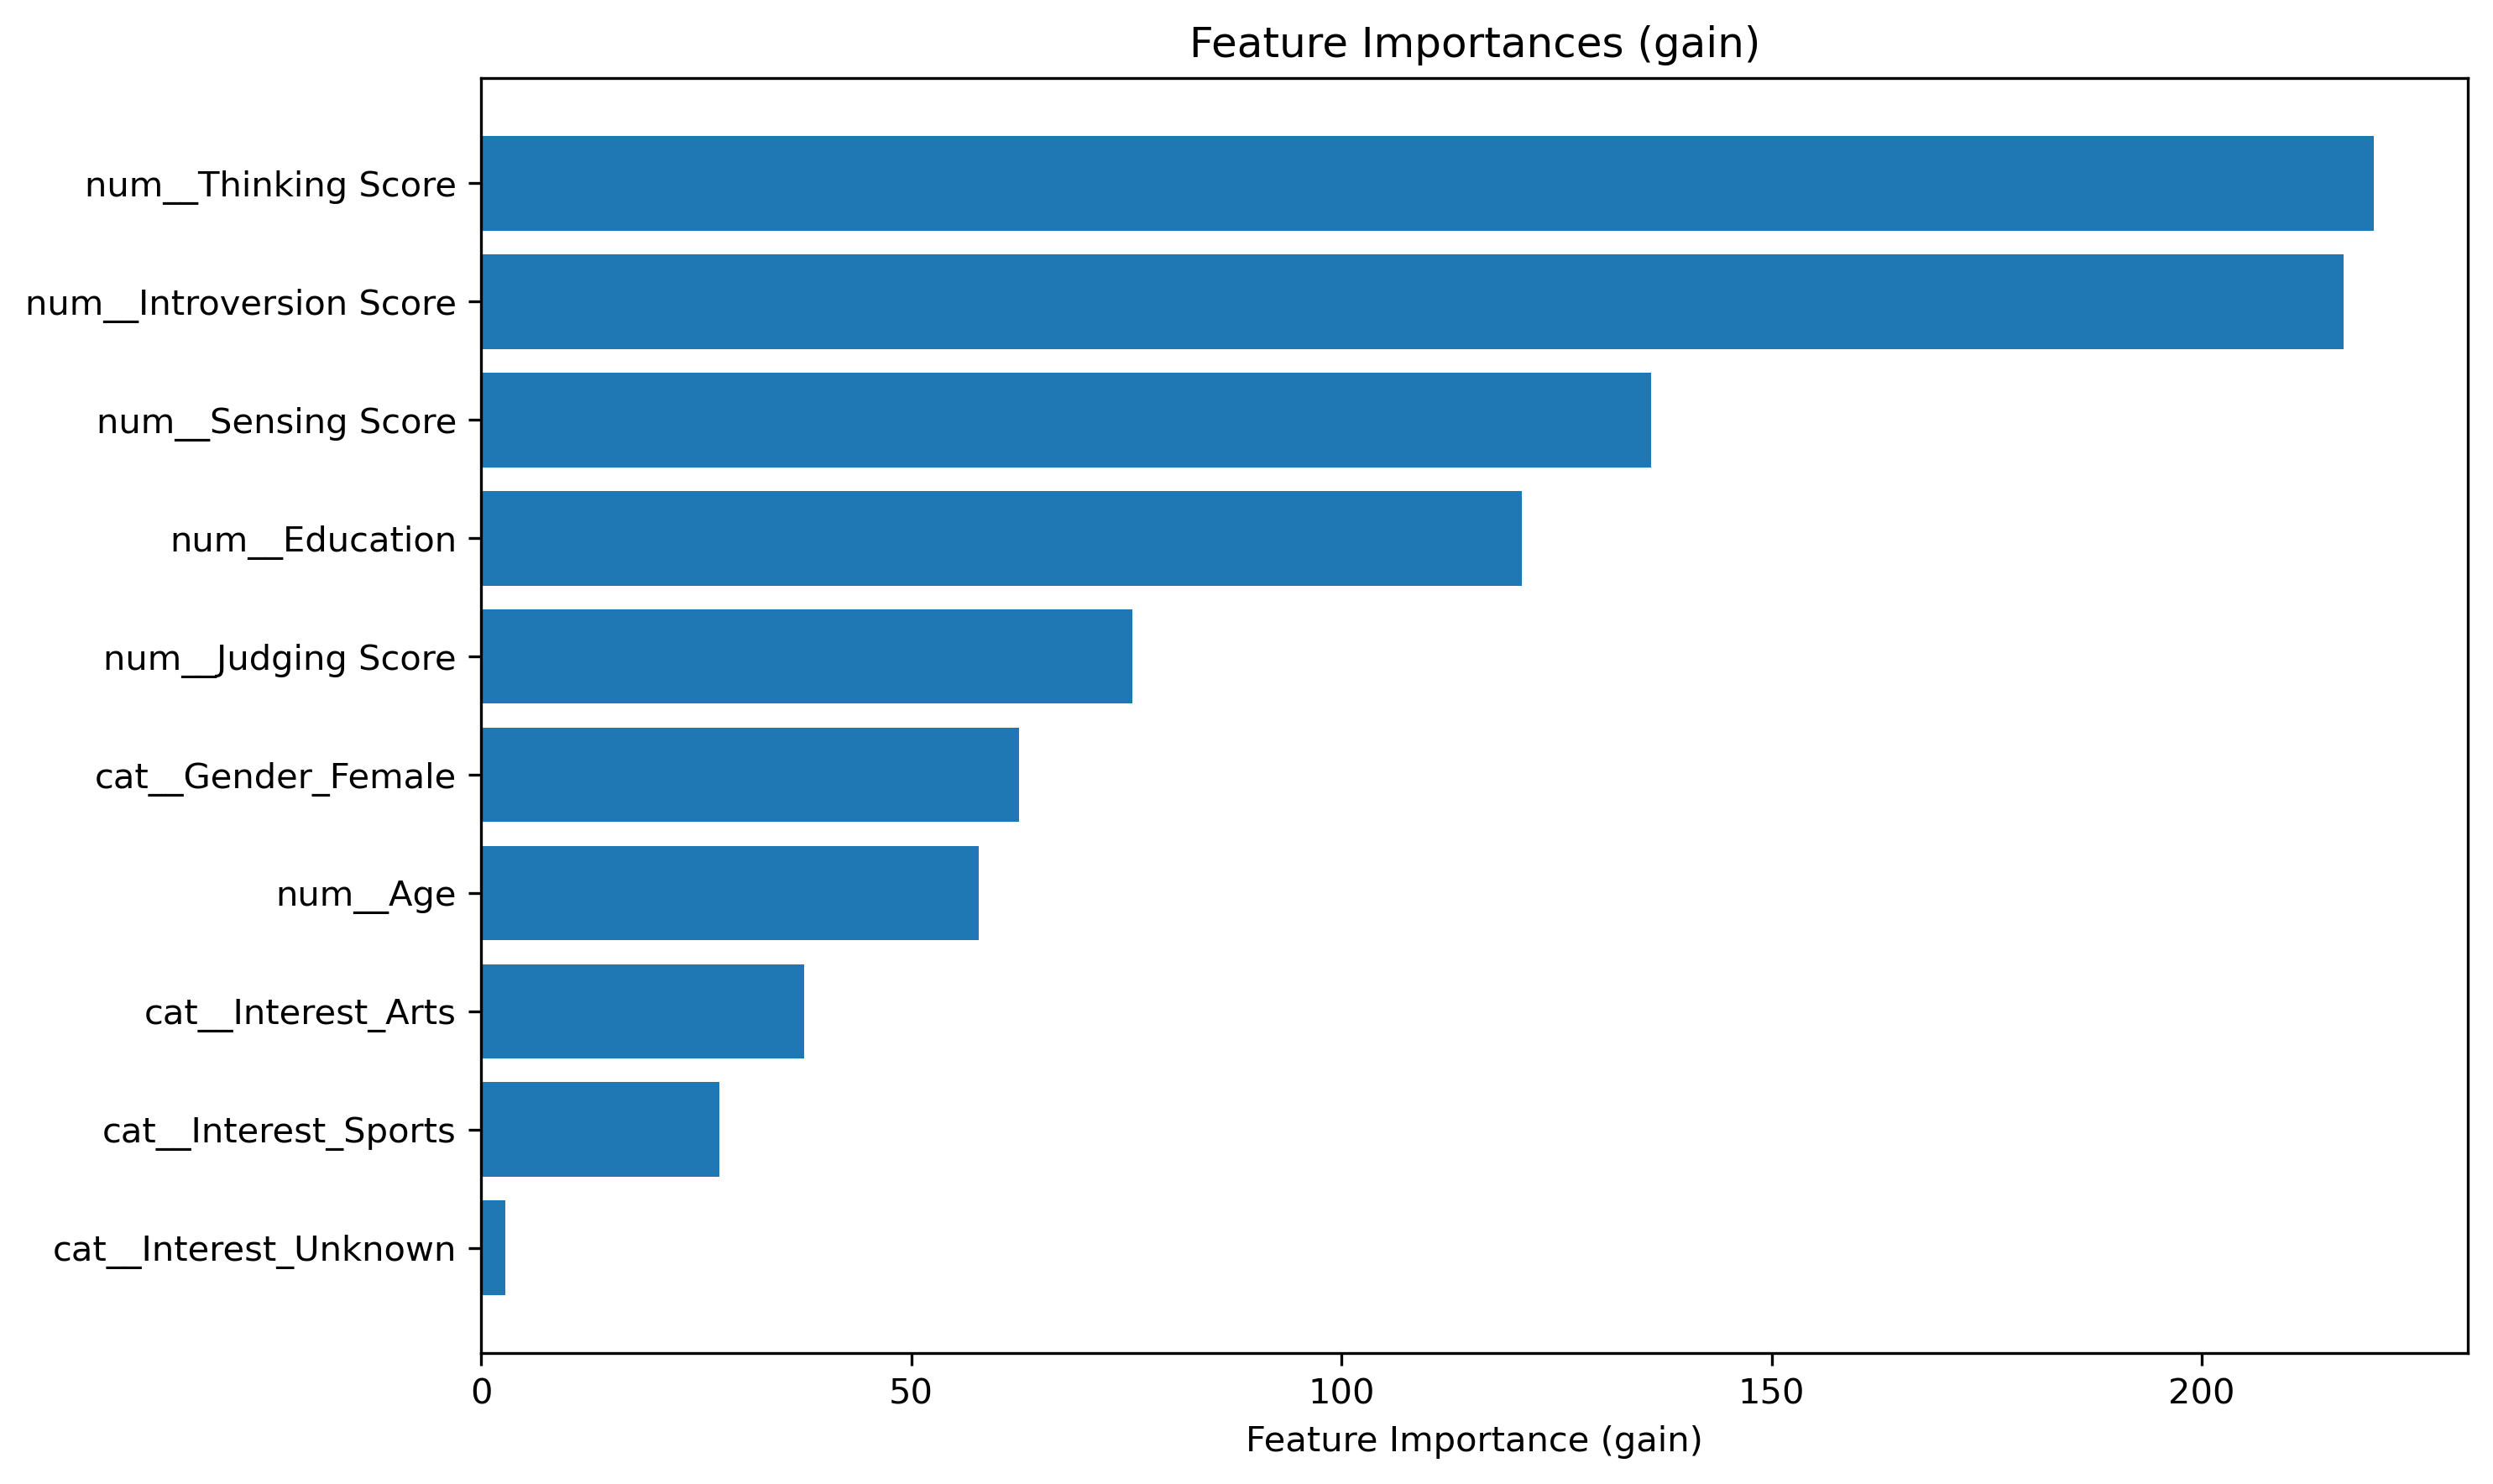 Feature Importances (gain)
num__Thinking Score
num__Introversion Score
num__Sensing Score
num__Education
num__Judging Score
cat__Gender_Female
num__Age
cat__Interest_Arts
cat__Interest_Sports
cat__Interest_Unknown
0 50 100 150 200
Feature Importance (gain)